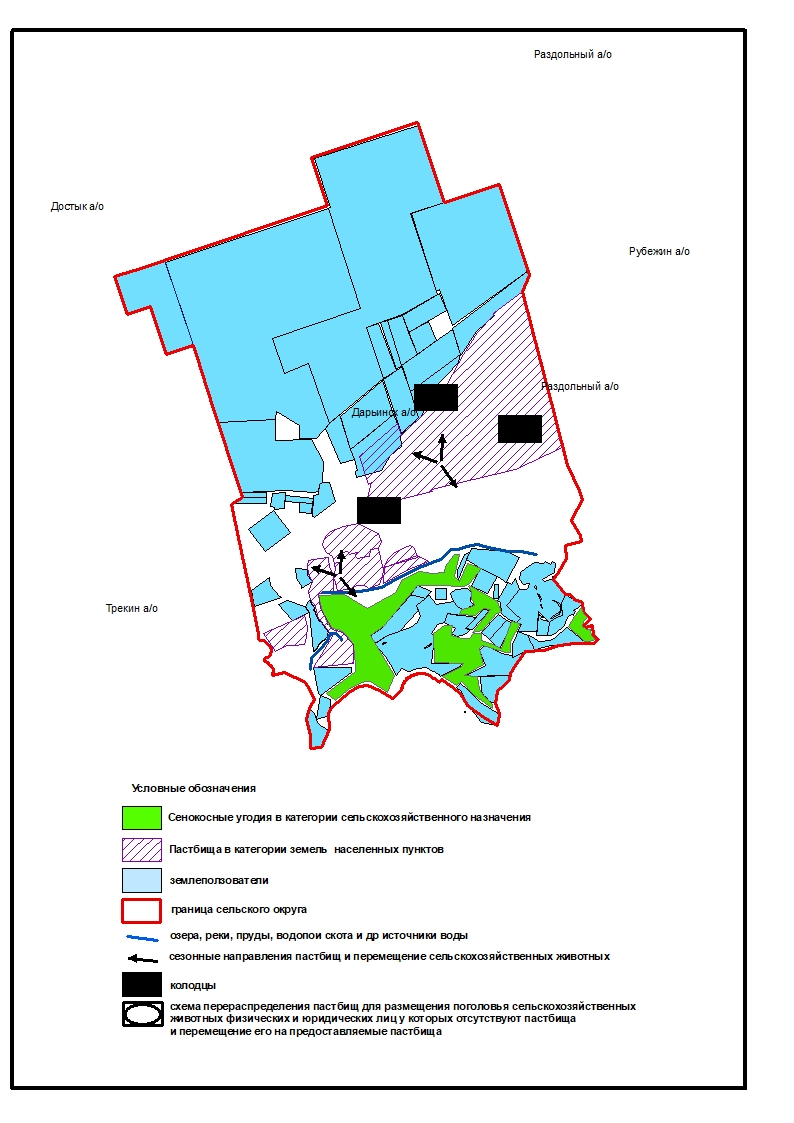 Раздольный а/о
Достык а/о
Рубежин а/о
Раздольный а/о
Дарьинск а/о
Трекин а/о
Условные обозначения
Сенокосные угодия в категории сельскохозяйственного назначения
Пастбища в категории земель населенных пунктов
землеползователи
граница сельского округа
озера, реки, пруды, водопои скота и др источники воды
сезонные направления пастбищ и перемещение сельскохозяйственных животных
колодцы
схема перераспределения пастбищ для размещения поголовья сельскохозяйственных
животных физических и юридических лиц у которых отсутствуют пастбища
и перемещение его на предоставляемые пастбища